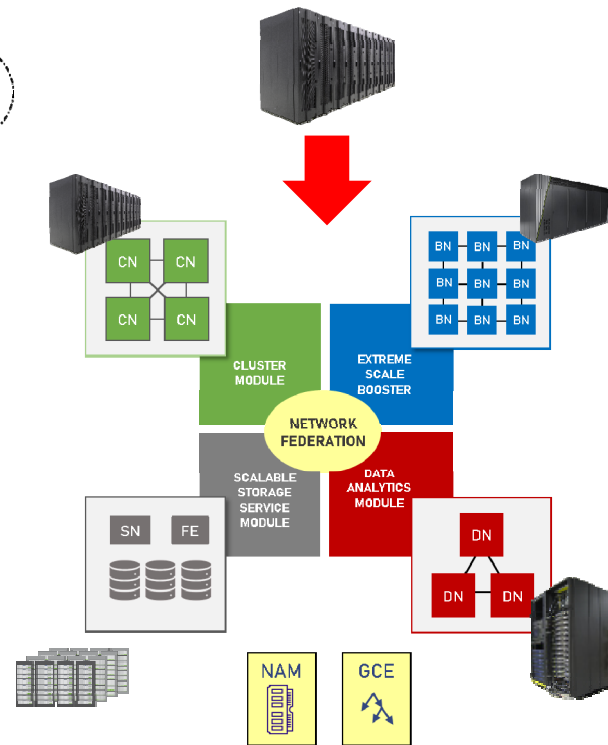 CN CN
CN CN
BN BN BN
BN BN BN
BN BN BN
CLUSTER
MODULE
EXTREME
SCALE
BOOSTER
NETWORK
FEDERATION
SCALABLE
STORAGE
SERVICE
MODULE
DATA
ANALYTICS
MODULE
SN FE
DN
DN DN
NAM
GCE